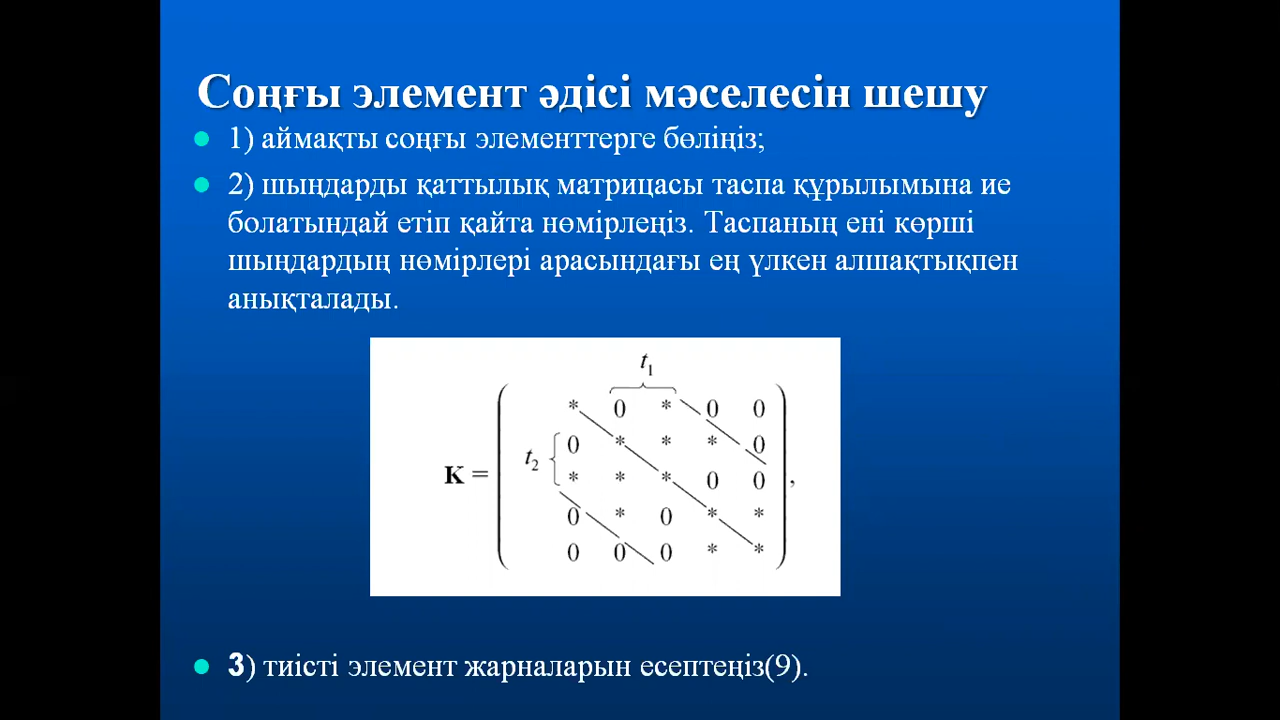 Соңғы элемент әдісі мәселесін шешу
1) аймақты соңғы элементтерге бөліңіз;
2) шыңдарды қаттылық матрицасы таспа құрылымына ие
болатындай етіп қайта нөмірлеңіз. Таспаның ені көрші
шыңдардың нөмірлері арасындағы ең үлкен алшақтықпен
анықталады.
t₁
* 0 * 0 0
0 * * * 0
t₂
K =
* * * 0 0 ,
0 * 0 * *
0 0 0 * *
3) тиісті элемент жарналарын есептеңіз(9).